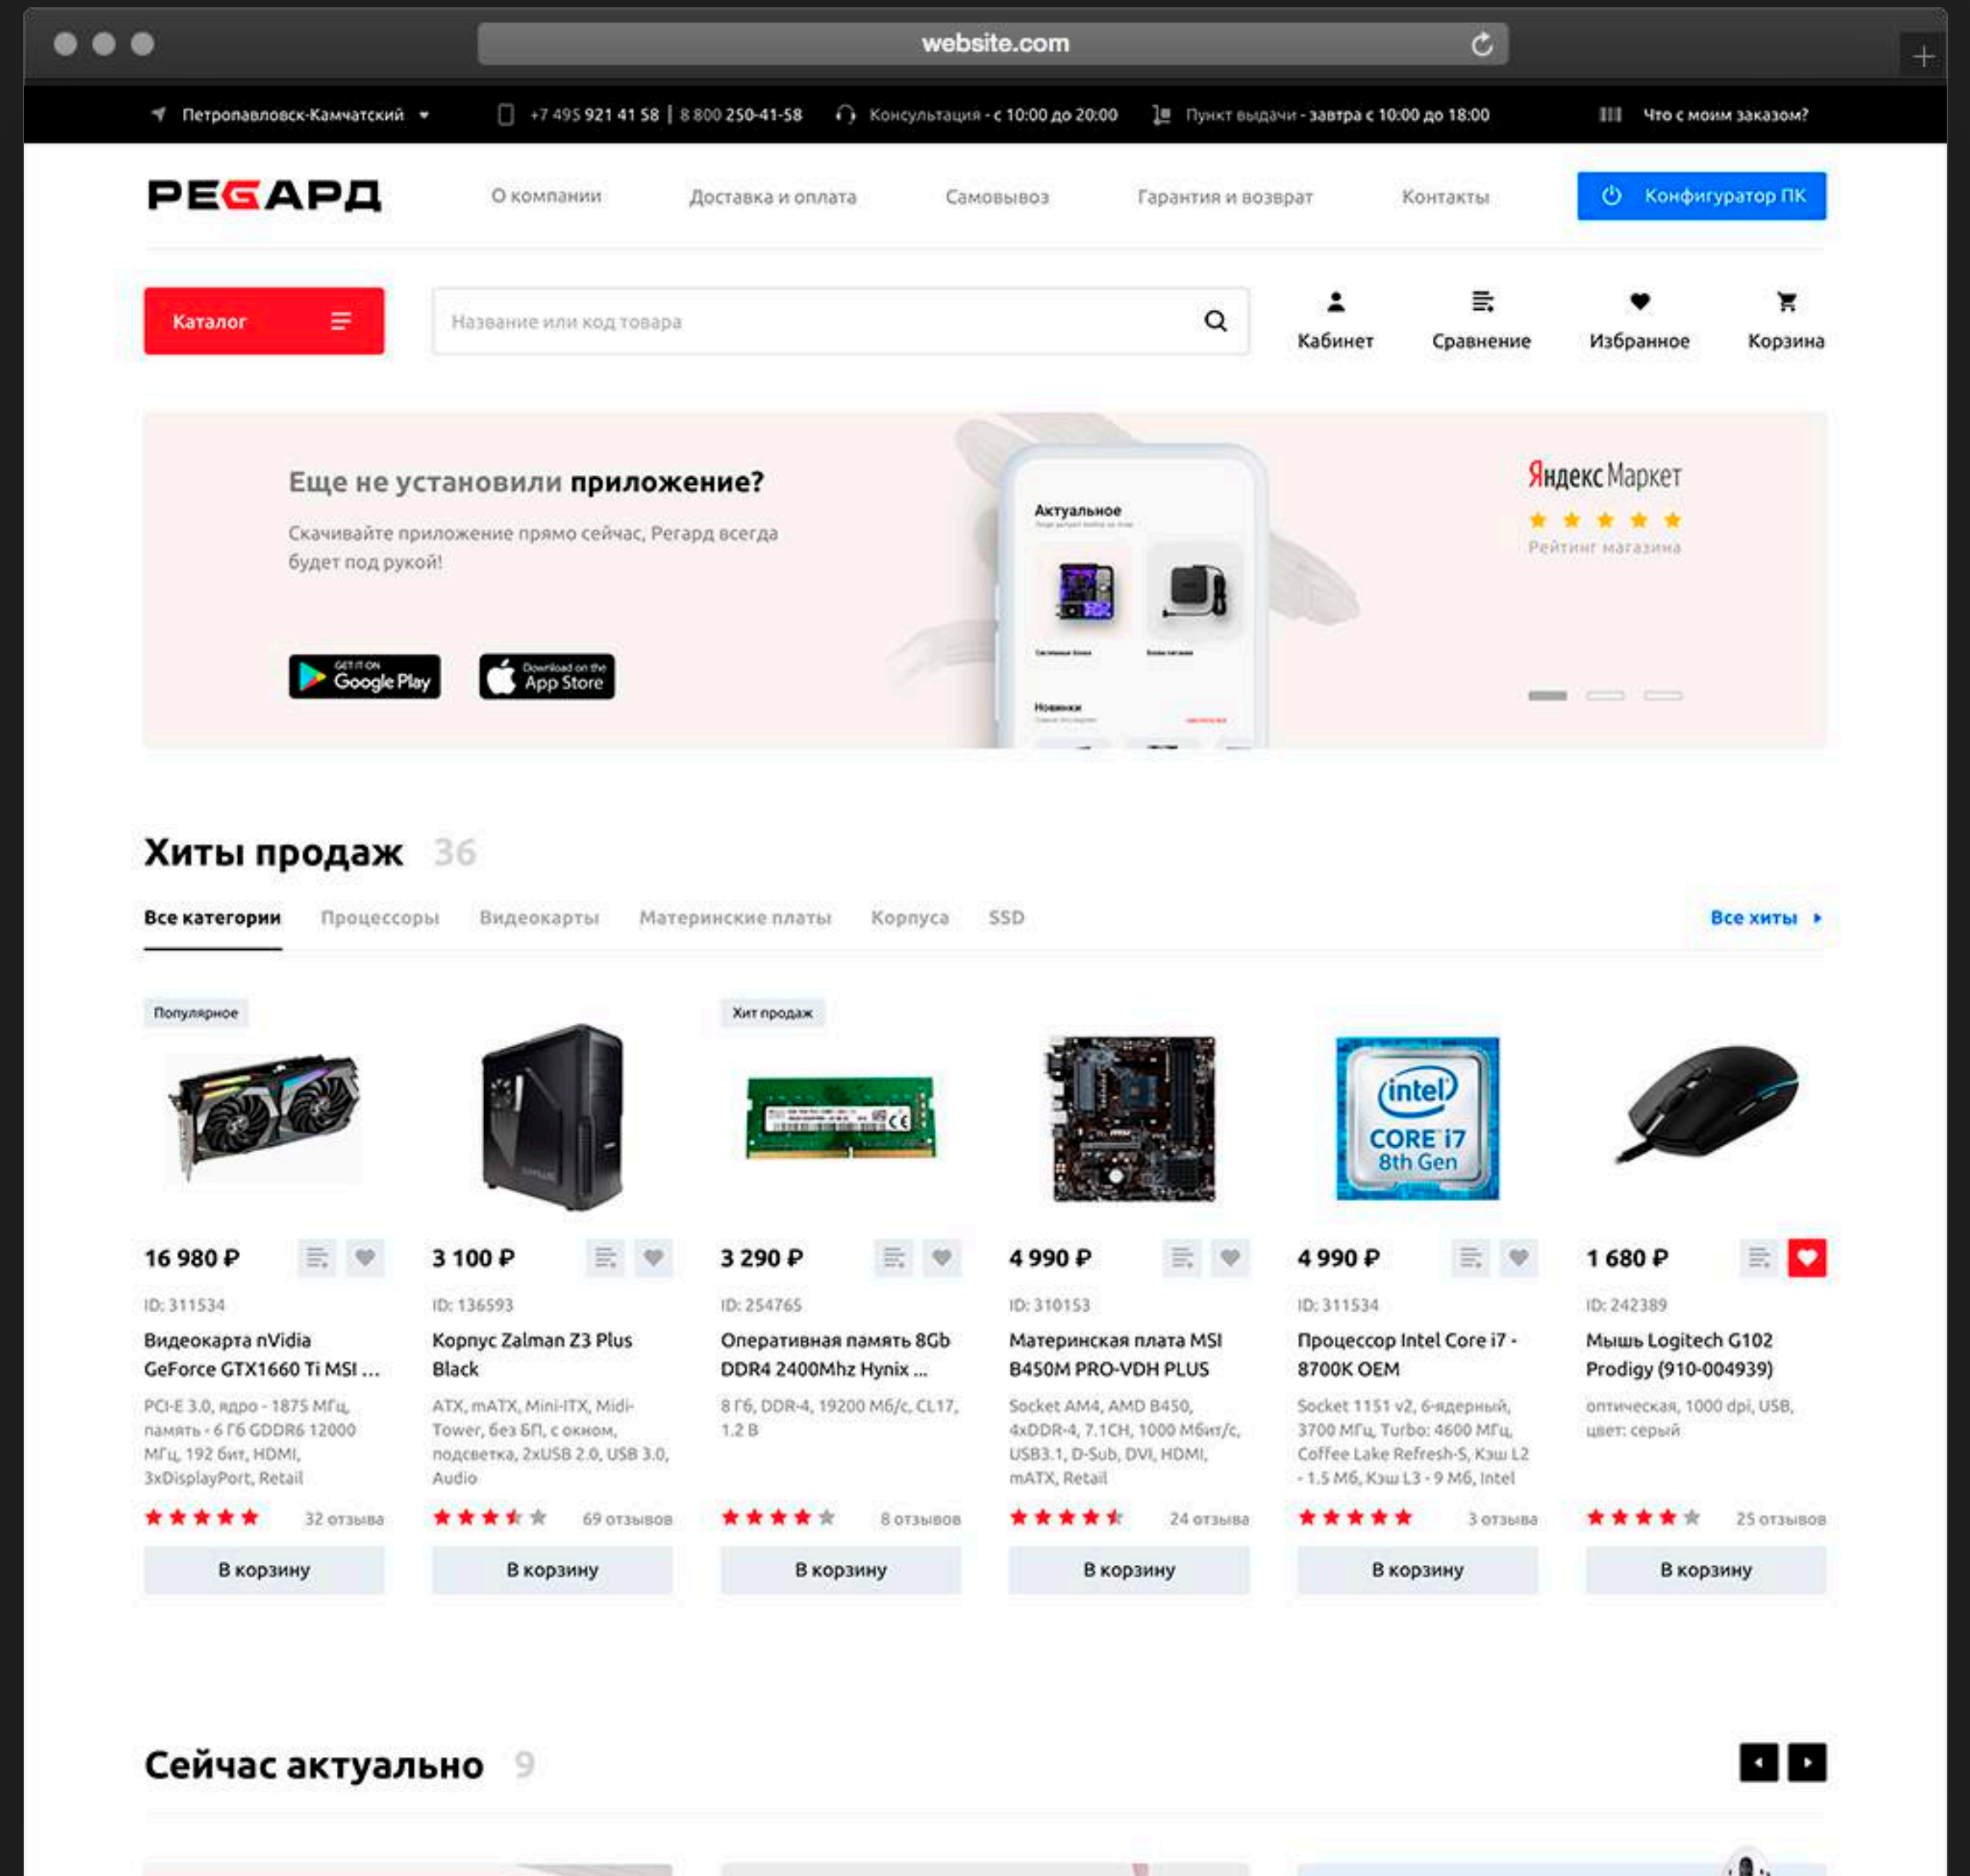 website.com
Петропавловск-Камчатский
+7 495 921 41 58 | 8 800 250-41-58
Консультация - с 10:00 до 20:00
Пункт выдачи - завтра с 10:00 до 18:00
Что с моим заказом?
РЕГАРД
О компании
Доставка и оплата
Самовывоз
Гарантия и возврат
Контакты
Конфигуратор ПК
Каталог
Название или код товара
Кабинет
Сравнение
Избранное
Корзина
Еще не установили приложение?
Скачивайте приложение прямо сейчас, Регард всегда
будет под рукой!
GET IT ON
Google Play
Download on the
App Store
Актуальное
Системные блоки
Блоки питания
Новинки
Яндекс Маркет
Рейтинг магазина
Хиты продаж 36
Все категории
Процессоры
Видеокарты
Материнские платы
Корпуса
SSD
Все хиты
Популярное
16 980 ₽
ID: 311534
Видеокарта nVidia
GeForce GTX1660 Ti MSI ...
PCI-E 3.0, ядро - 1875 МГц,
память - 6 Гб GDDR6 12000
МГц, 192 бит, HDMI,
3xDisplayPort, Retail
32 отзыва
В корзину
3 100 ₽
ID: 136593
Корпус Zalman Z3 Plus
Black
ATX, mATX, Mini-ITX, Midi-
Tower, без БП, с окном,
подсветка, 2xUSB 2.0, USB 3.0,
Audio
69 отзывов
В корзину
Хит продаж
3 290 ₽
ID: 254765
Оперативная память 8Gb
DDR4 2400Mhz Hynix ...
8 Гб, DDR-4, 19200 Мб/с, CL17,
1.2 В
8 отзывов
В корзину
4 990 ₽
ID: 310153
Материнская плата MSI
B450M PRO-VDH PLUS
Socket AM4, AMD B450,
4xDDR-4, 7.1CH, 1000 Мбит/с,
USB3.1, D-Sub, DVI, HDMI,
mATX, Retail
24 отзыва
В корзину
intel
CORE i7
8th Gen
4 990 ₽
ID: 311534
Процессор Intel Core i7 -
8700K OEM
Socket 1151 v2, 6-ядерный,
3700 МГц, Turbo: 4600 МГц,
Coffee Lake Refresh-S, Кэш L2
- 1.5 Мб, Кэш L3 - 9 Мб, Intel
3 отзыва
В корзину
1 680 ₽
ID: 242389
Мышь Logitech G102
Prodigy (910-004939)
оптическая, 1000 dpi, USB,
цвет: серый
25 отзывов
В корзину
Сейчас актуально 9